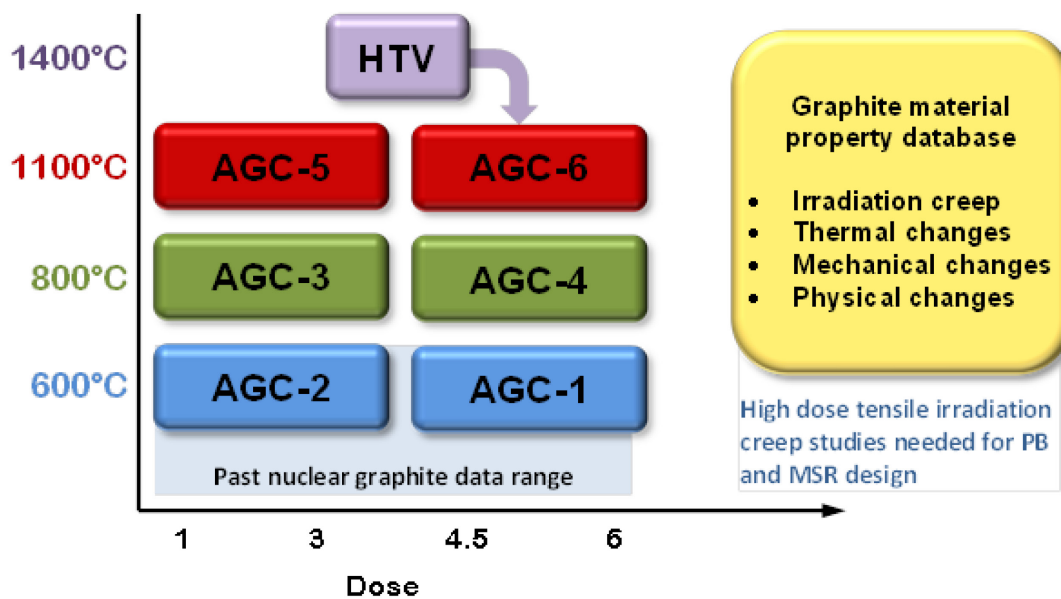 1400°C
HTV
1100°C
AGC-5
AGC-6
800°C
AGC-3
AGC-4
600°C
AGC-2
AGC-1
Past nuclear graphite data range
1
3
4.5
6
Dose
Graphite material
property database
• Irradiation creep
• Thermal changes
• Mechanical changes
• Physical changes
High dose tensile irradiation
creep studies needed for PB
and MSR design